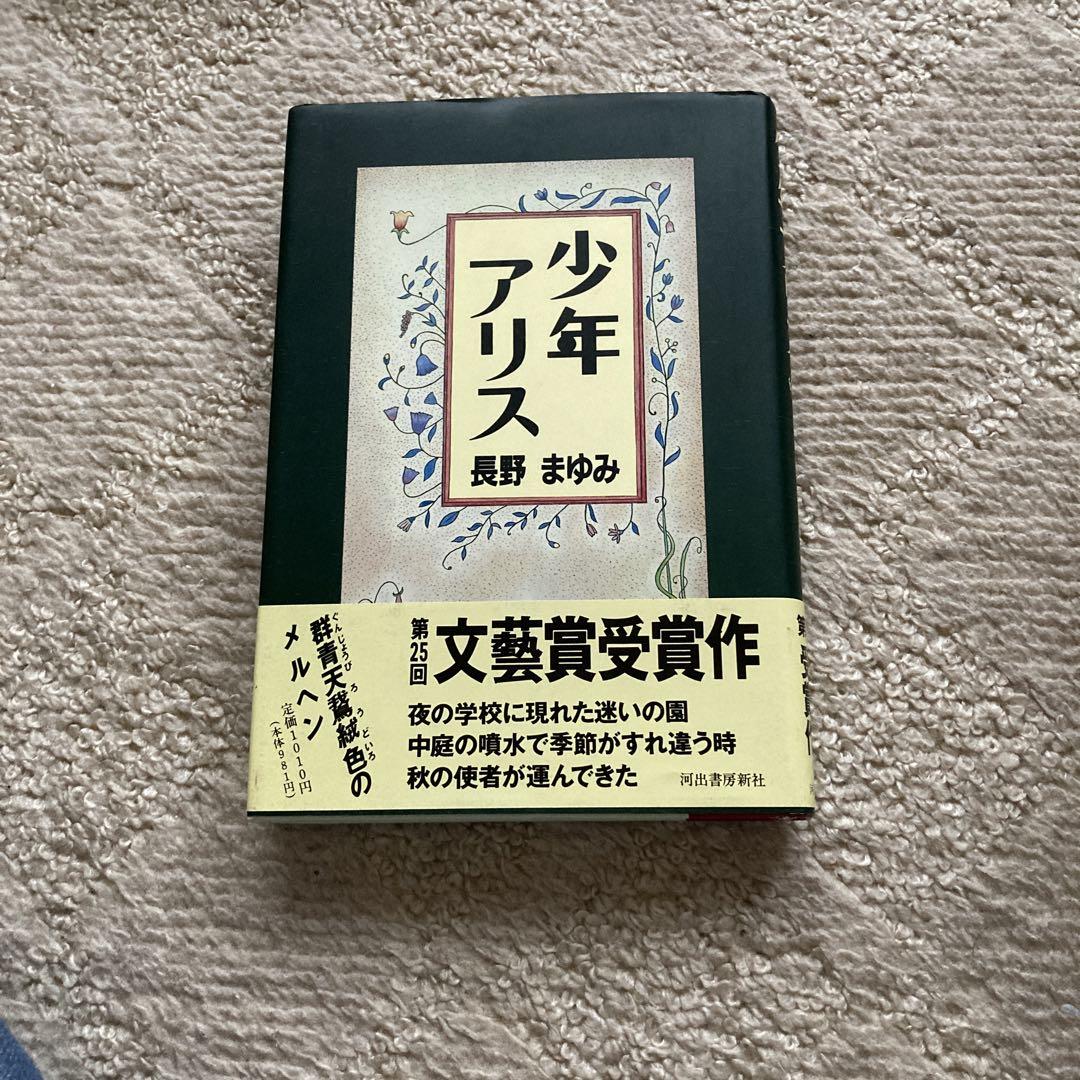 少年
アリス
長野 まゆみ
第25回
文藝賞受賞作
夜の学校に現れた迷いの園
中庭の噴水で季節がすれ違う時
秋の使者が運んできた
河出書房新社
群青天鵞絨色の
ぐんじょうびろうどいろ
メルヘン
定価1010円
(本体981円)